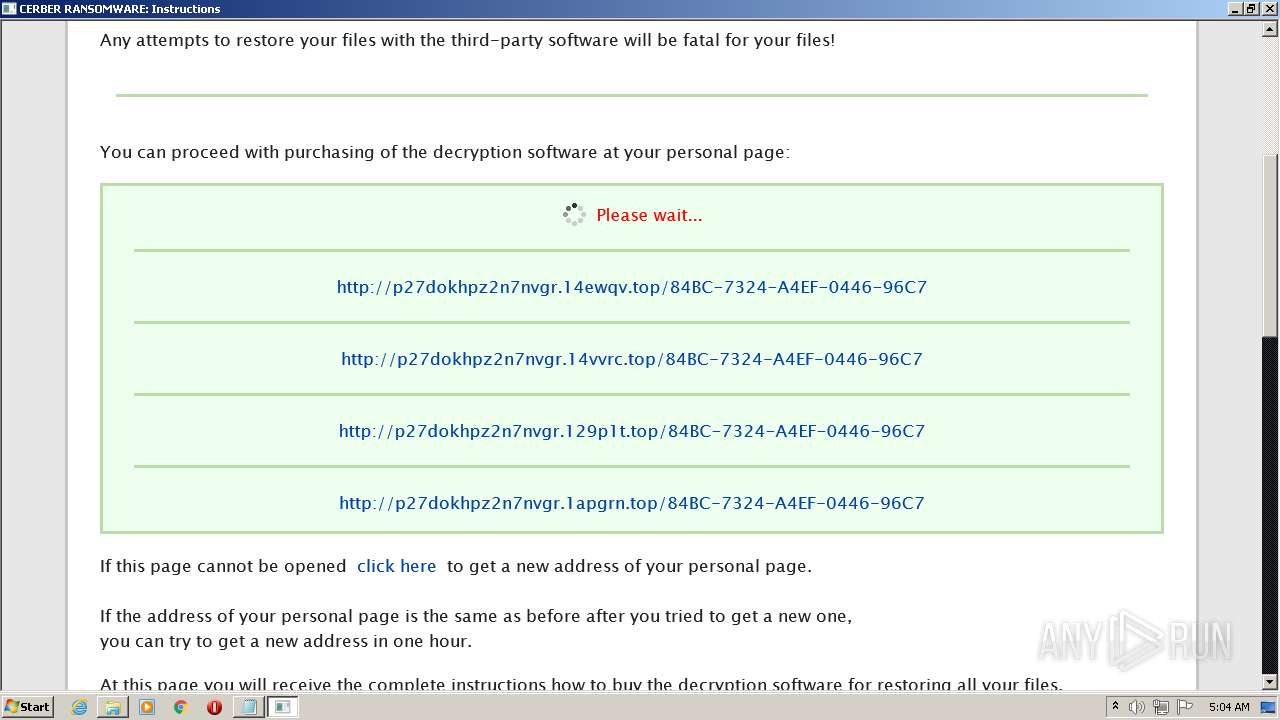 CERBER RANSOMWARE: Instructions
Any attempts to restore your files with the third-party software will be fatal for your files!
You can proceed with purchasing of the decryption software at your personal page:
Please wait...
http://p27dokhpz2n7nvgr.14ewqv.top/84BC-7324-A4EF-0446-96C7
http://p27dokhpz2n7nvgr.14vvrc.top/84BC-7324-A4EF-0446-96C7
http://p27dokhpz2n7nvgr.129p1t.top/84BC-7324-A4EF-0446-96C7
http://p27dokhpz2n7nvgr.1apgrn.top/84BC-7324-A4EF-0446-96C7
If this page cannot be opened click here to get a new address of your personal page.
If the address of your personal page is the same as before after you tried to get a new one,
you can try to get a new address in one hour.
At this page you will receive the complete instructions how to buy the decryption software for restoring all your files.
ANY RUN
Start
5:04 AM